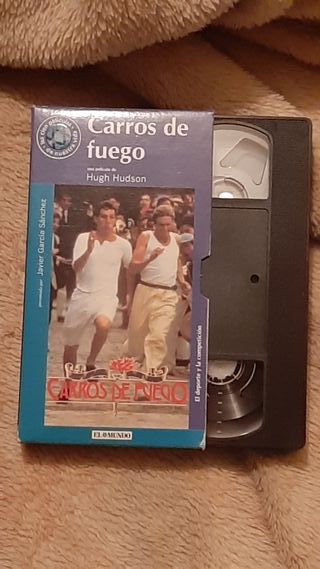 Carros de
fuego
una película de
Hugh Hudson
presentada por Javier García Sánchez
El deporte y la competición
CARROS DE FUEGO
EL MUNDO